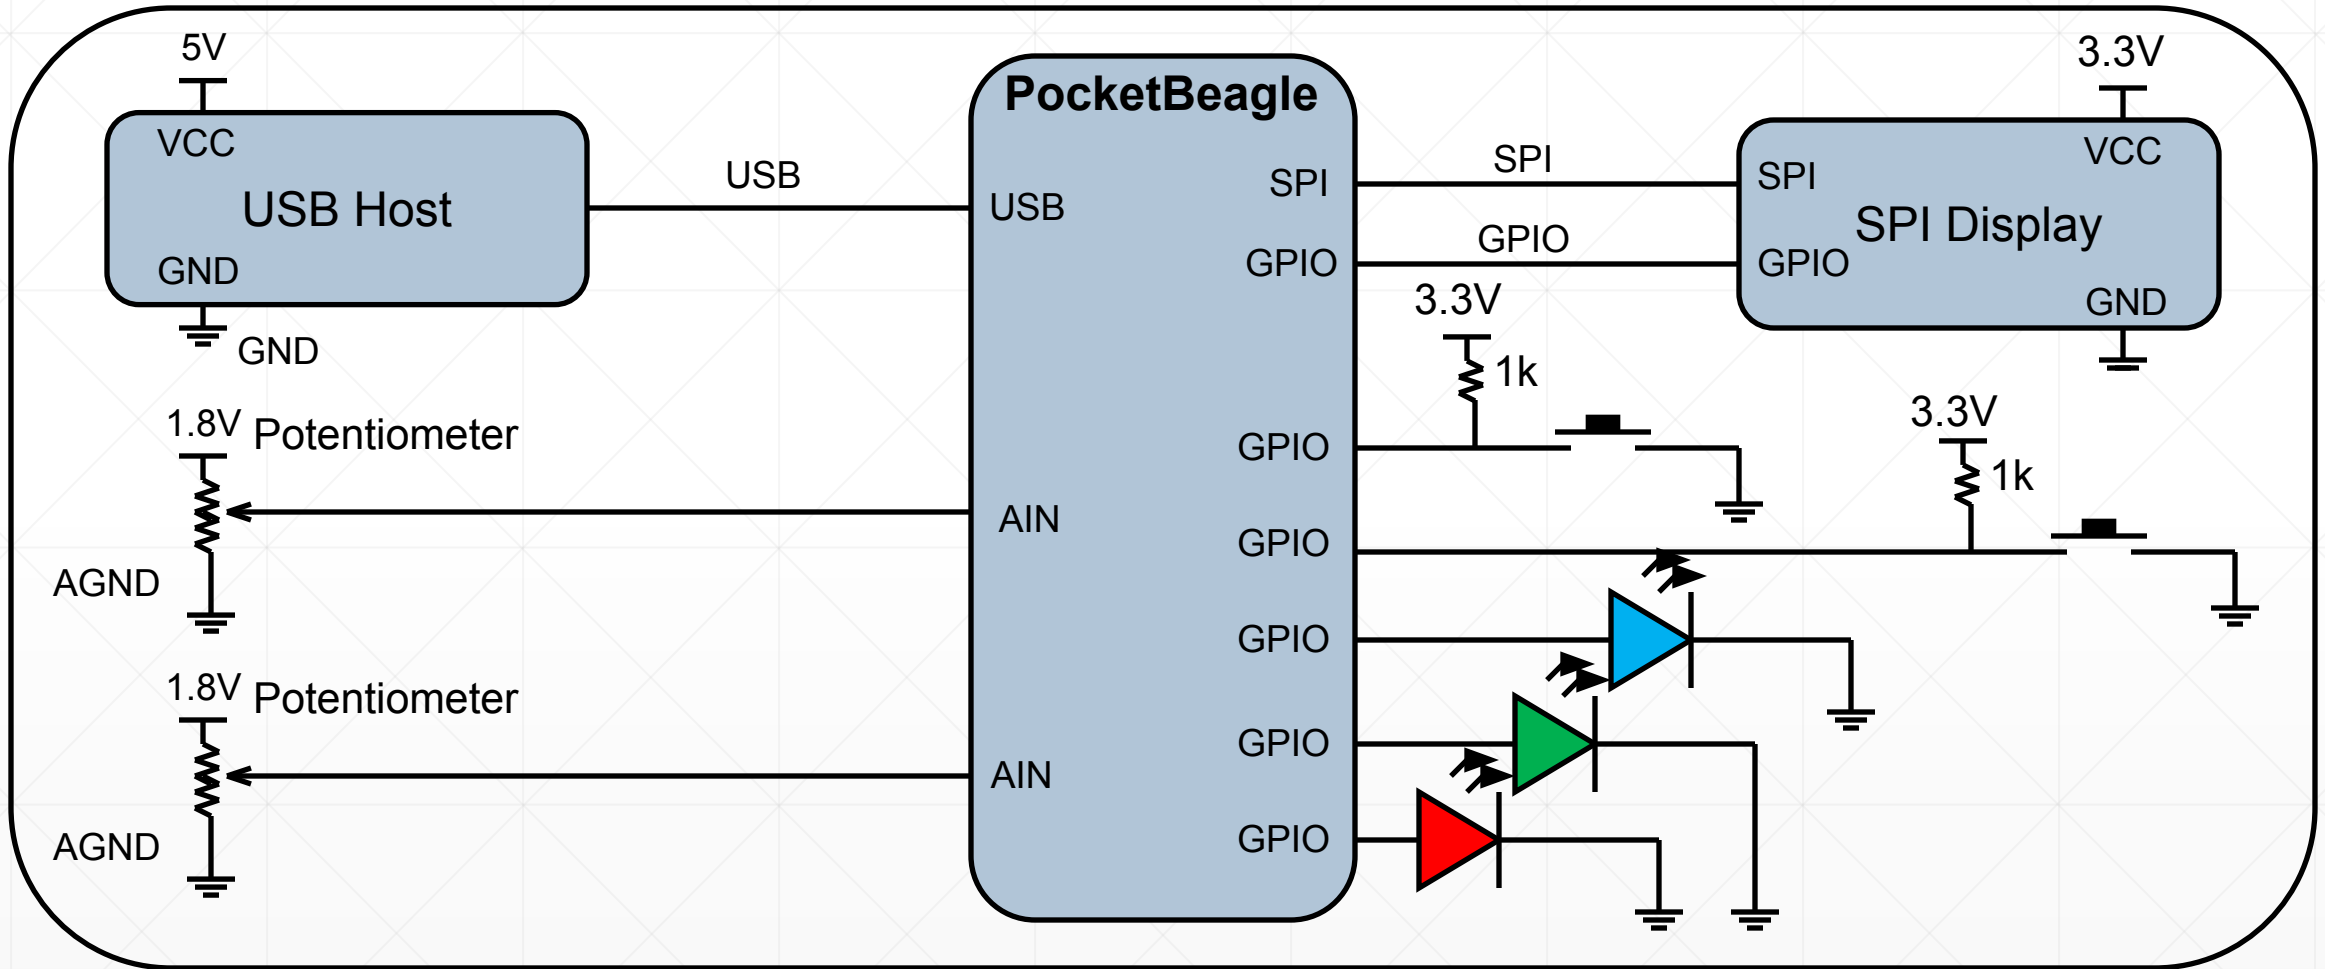 5V
VCC
USB Host
GND
GND
USB
1.8V
Potentiometer
AGND
1.8V
Potentiometer
AGND
PocketBeagle
USB
AIN
AIN
SPI
GPIO
GPIO
GPIO
GPIO
GPIO
GPIO
SPI
GPIO
3.3V
1k
3.3V
VCC
SPI
SPI Display
GPIO
GND
3.3V
1k